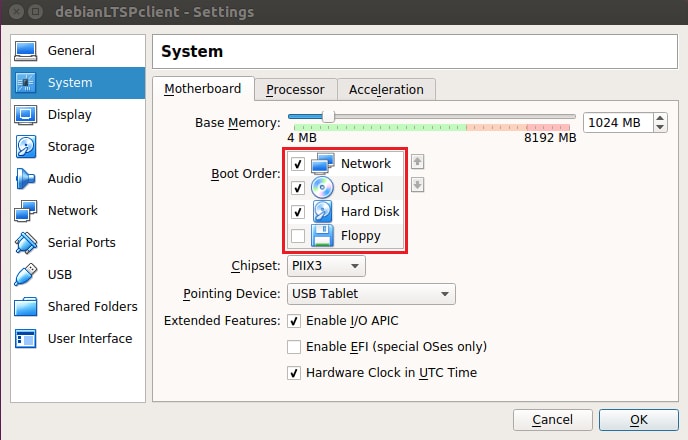 debianLTSPclient - Settings
General
System
Display
Storage
Audio
Network
Serial Ports
USB
Shared Folders
User Interface
System
Motherboard Processor Acceleration
Base Memory: 1024 MB
4 MB 8192 MB
Boot Order:
Network
Optical
Hard Disk
Floppy
Chipset: PIIX3
Pointing Device: USB Tablet
Extended Features: Enable I/O APIC
Enable EFI (special OSes only)
Hardware Clock in UTC Time
Cancel OK